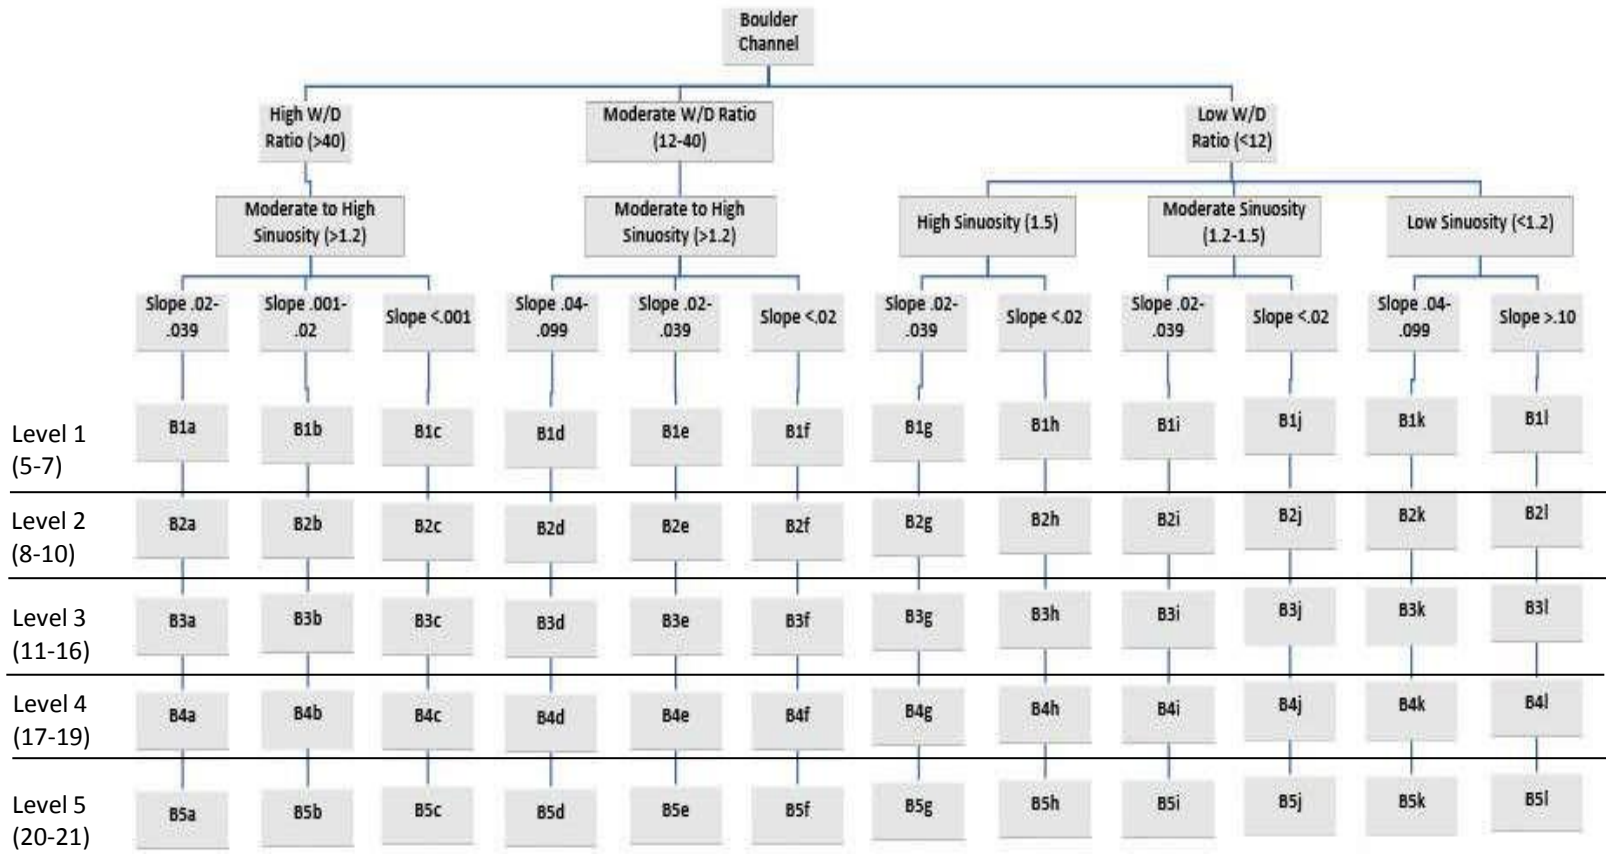 Boulder
Channel
High W/D
Ratio (>40)
Moderate W/D Ratio
(12-40)
Low W/D
Ratio (<12)
Moderate to High
Sinuosity (>1.2)
Moderate to High
Sinuosity (>1.2)
High Sinuosity (1.5)
Moderate Sinuosity
(1.2-1.5)
Low Sinuosity (<1.2)
Slope .02-
.039
Slope .001-
.02
Slope <.001
Slope .04-
.099
Slope .02-
.039
Slope <.02
Slope .02-
.039
Slope <.02
Slope .02-
.039
Slope <.02
Slope .04-
.099
Slope >.10
Level 1
(5-7)
B1a
B1b
B1c
B1d
B1e
B1f
B1g
B1h
B1i
B1j
B1k
B1l
Level 2
(8-10)
B2a
B2b
B2c
B2d
B2e
B2f
B2g
B2h
B2i
B2j
B2k
B2l
Level 3
(11-16)
B3a
B3b
B3c
B3d
B3e
B3f
B3g
B3h
B3i
B3j
B3k
B3l
Level 4
(17-19)
B4a
B4b
B4c
B4d
B4e
B4f
B4g
B4h
B4i
B4j
B4k
B4l
Level 5
(20-21)
B5a
B5b
B5c
B5d
B5e
B5f
B5g
B5h
B5i
B5j
B5k
B5l